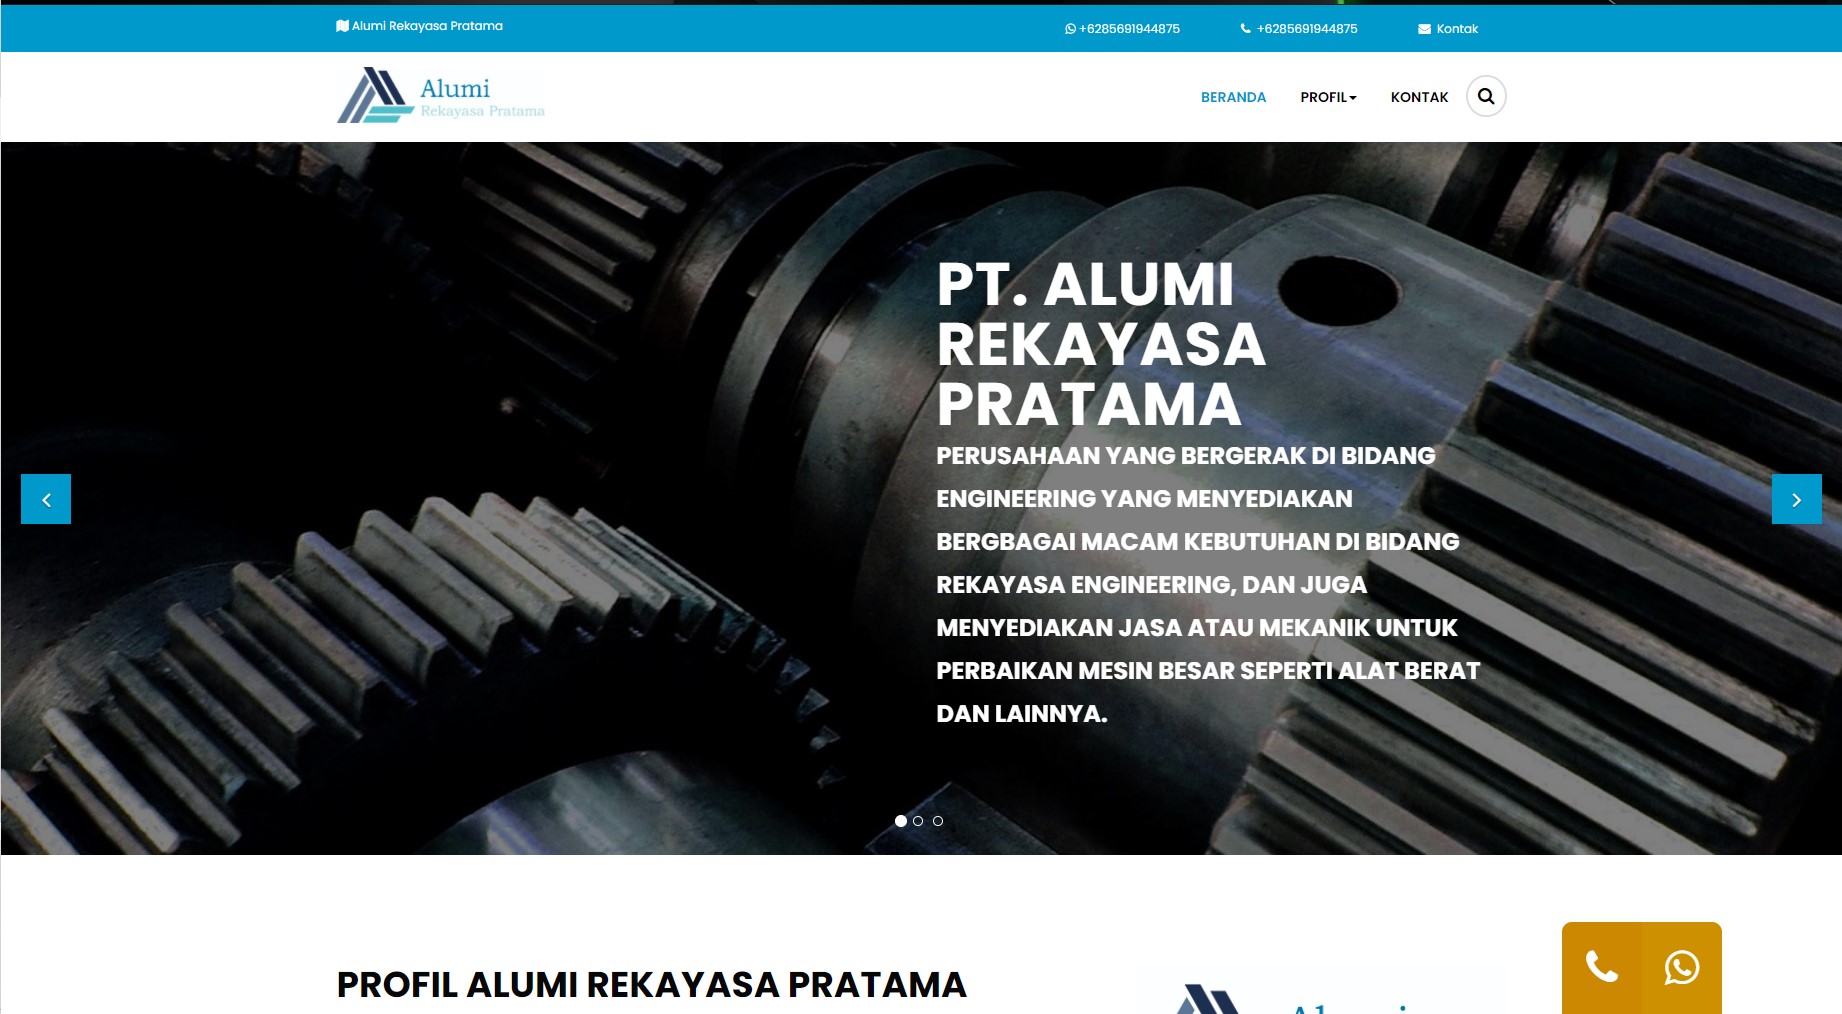 Alumi Rekayasa Pratama
+6285691944875
+6285691944875
Kontak
Alumi
Rekayasa Pratama
BERANDA
PROFIL
KONTAK
PT. ALUMI
REKAYASA
PRATAMA
PERUSAHAAN YANG BERGERAK DI BIDANG
ENGINEERING YANG MENYEDIAKAN
BERGBAGAI MACAM KEBUTUHAN DI BIDANG
REKAYASA ENGINEERING, DAN JUGA
MENYEDIAKAN JASA ATAU MEKANIK UNTUK
PERBAIKAN MESIN BESAR SEPERTI ALAT BERAT
DAN LAINNYA.
PROFIL ALUMI REKAYASA PRATAMA